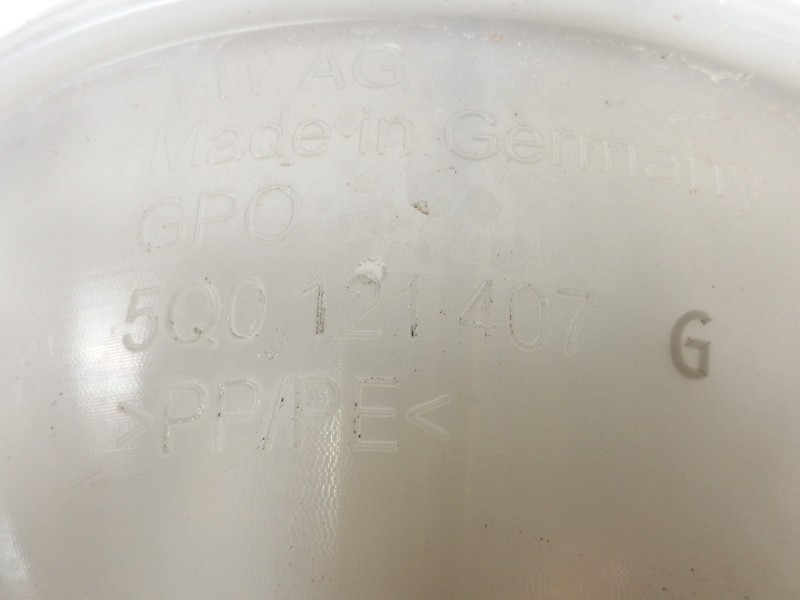 VW AG
Made in Germany
GPO
5Q0 121 407 G
>PP/PE<